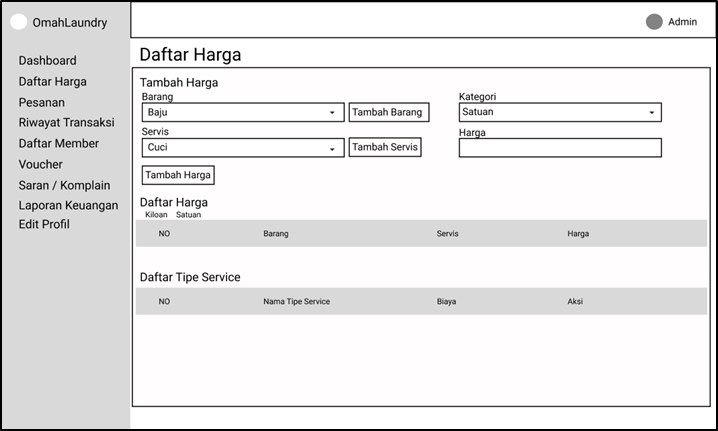 OmahLaundry
Admin
Dashboard
Daftar Harga
Pesanan
Riwayat Transaksi
Daftar Member
Voucher
Saran / Komplain
Laporan Keuangan
Edit Profil
Daftar Harga
Tambah Harga
Barang
Kategori
Baju
Tambah Barang
Satuan
Servis
Harga
Cuci
Tambah Servis
Tambah Harga
Daftar Harga
Kiloan Satuan
NO Barang Servis Harga
Daftar Tipe Service
NO Nama Tipe Service Biaya Aksi